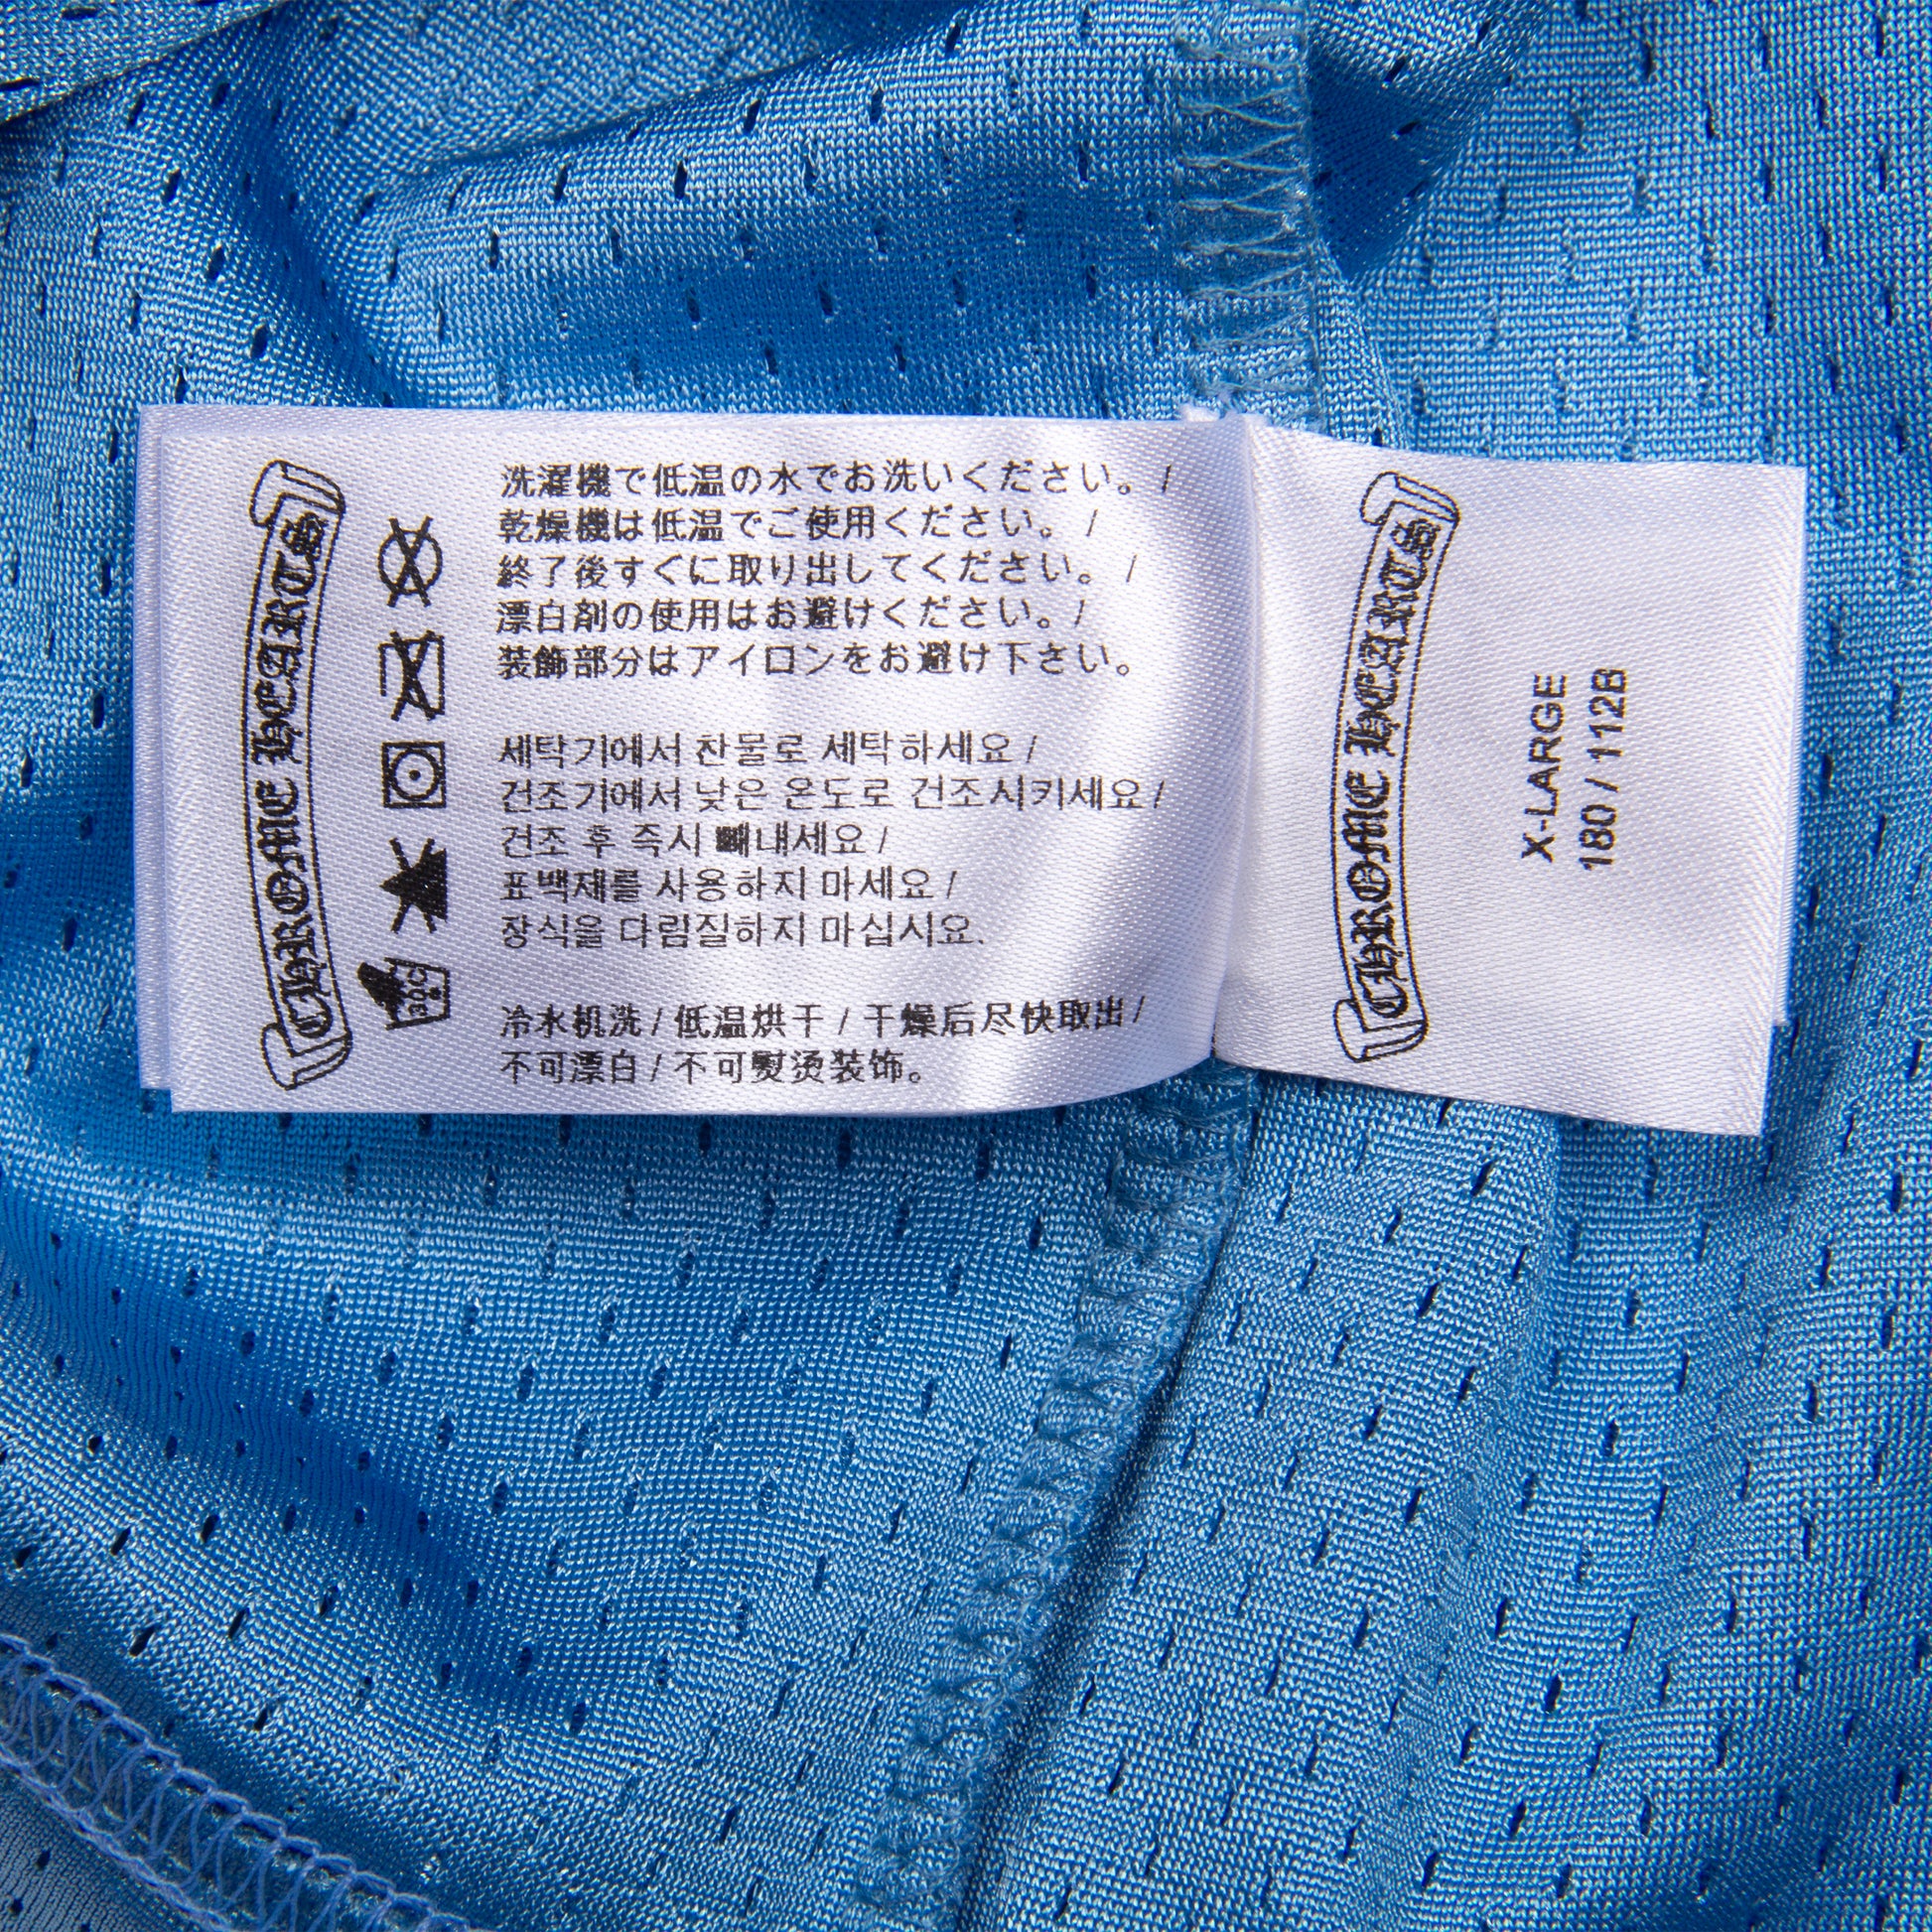 CHROME HEARTS
洗濯機で低温の水でお洗いください。/
乾燥機は低温でご使用ください。/
終了後すぐに取り出してください。/
漂白剤の使用はお避けください。/
装飾部分はアイロンをお避け下さい。
세탁기에서 찬물로 세탁하세요 /
건조기에서 낮은 온도로 건조시키세요 /
건조 후 즉시 빼내세요 /
표백제를 사용하지 마세요 /
장식을 다림질하지 마십시요.
冷水机洗 / 低温烘干 / 干燥后尽快取出 /
不可漂白 / 不可熨烫装饰。
30C
CHROME HEARTS
X-LARGE
180 / 112B